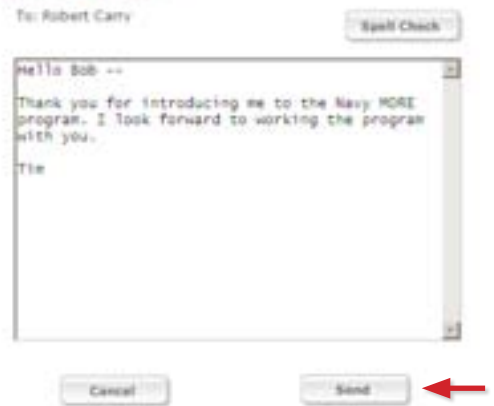 To: Robert Carry
Spell Check
Hello Bob --
Thank you for introducing me to the Navy MORE
program. I look forward to working the program
with you.
Tim
Cancel
Send